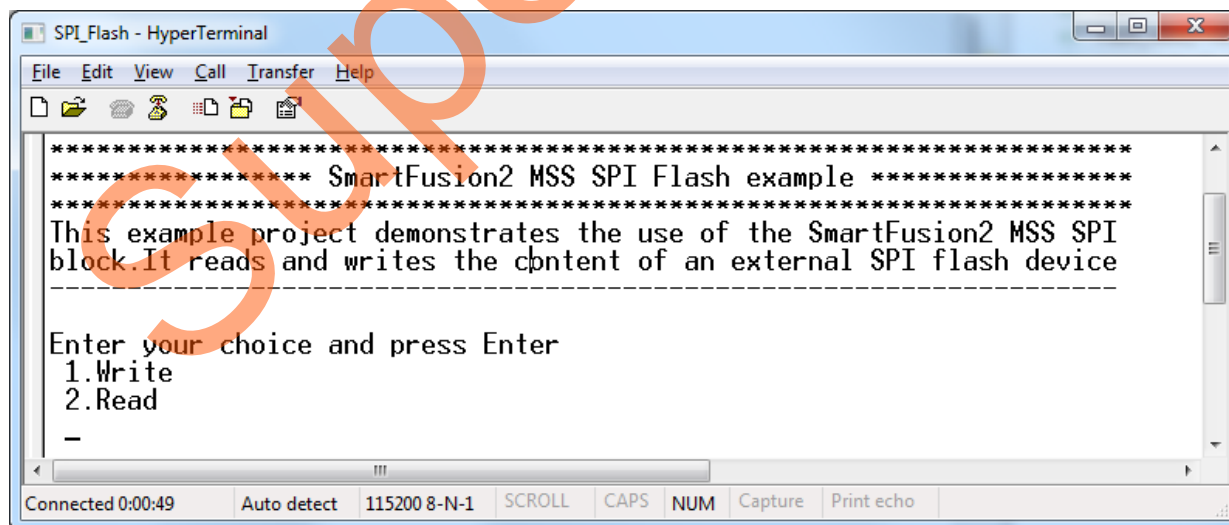 SPI_Flash - HyperTerminal
File Edit View Call Transfer Help
**********************************************************************
***************** SmartFusion2 MSS SPI Flash example *****************
**********************************************************************
This example project demonstrates the use of the SmartFusion2 MSS SPI
block.It reads and writes the content of an external SPI flash device
---------------------------------------------------------------------
Enter your choice and press Enter
1.Write
2.Read
_
Connected 0:00:49 Auto detect 115200 8-N-1 SCROLL CAPS NUM Capture Print echo